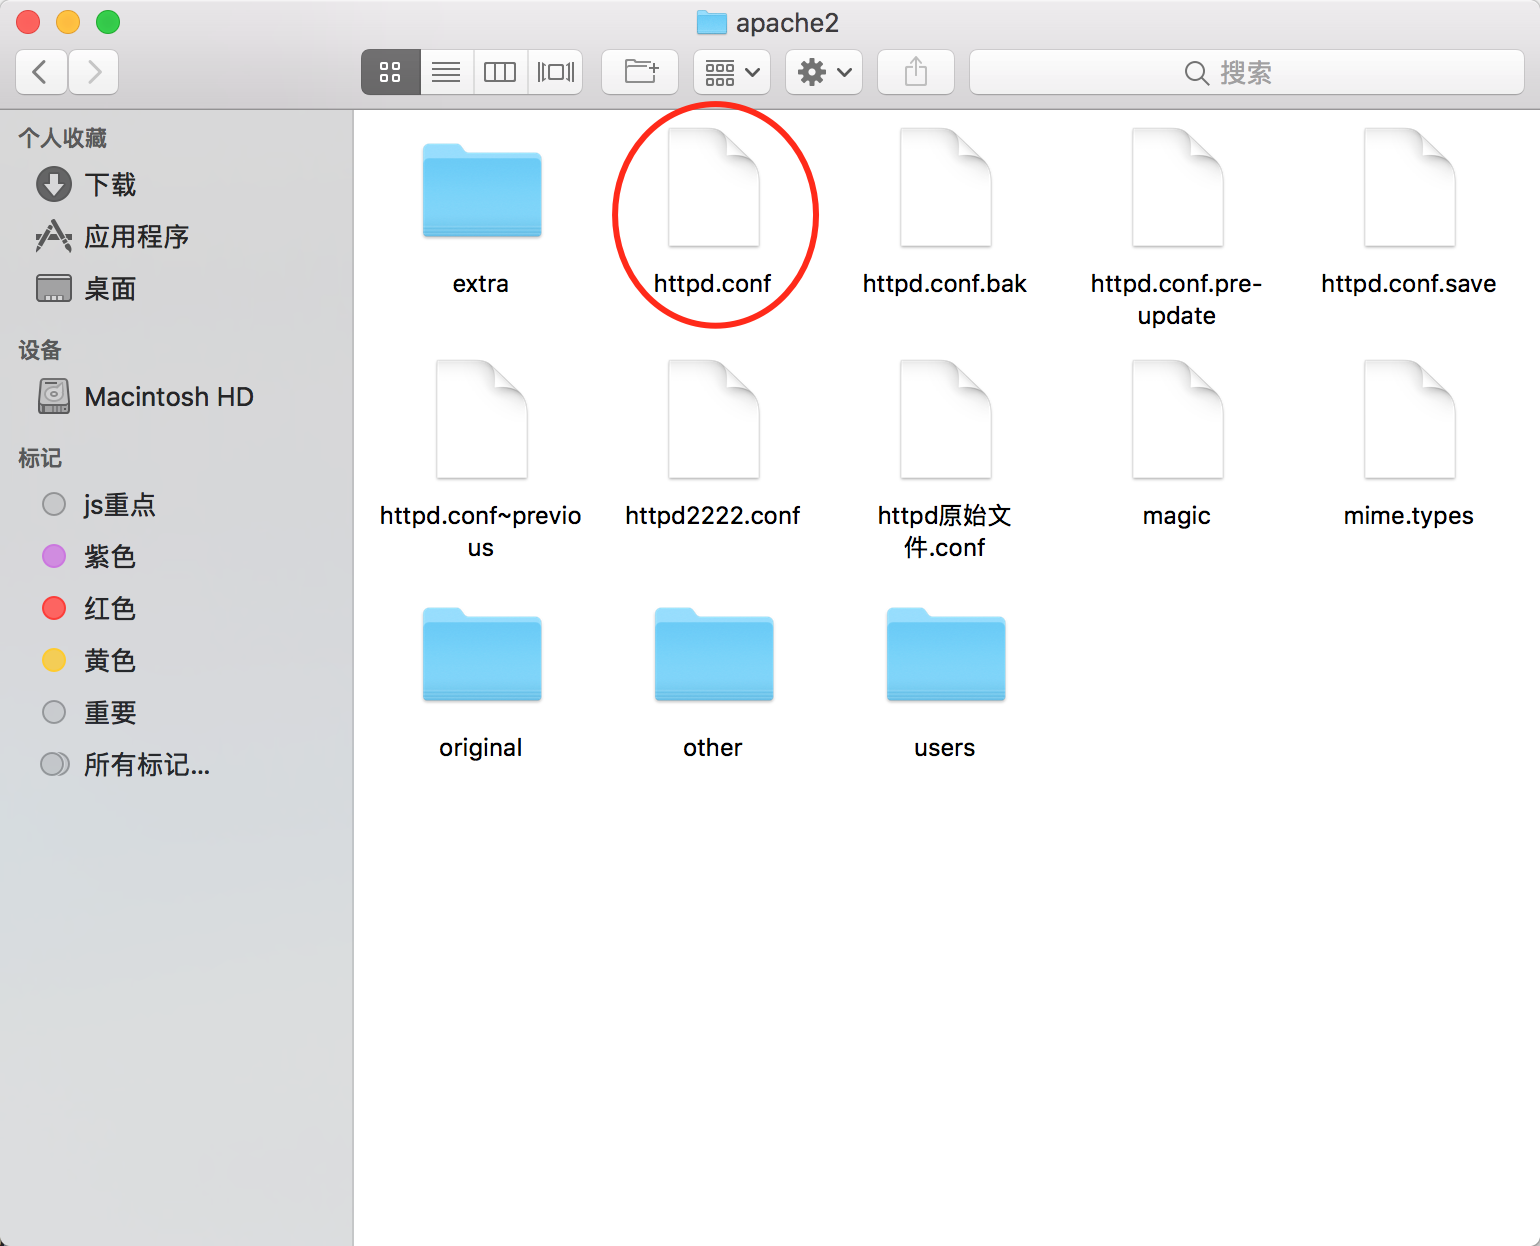 apache2
搜索
个人收藏
下载
应用程序
桌面
设备
Macintosh HD
标记
js重点
紫色
红色
黄色
重要
所有标记...
extra
httpd.conf
httpd.conf.bak
httpd.conf.pre-
update
httpd.conf.save
httpd.conf~previo
us
httpd2222.conf
httpd原始文
件.conf
magic
mime.types
original
other
users